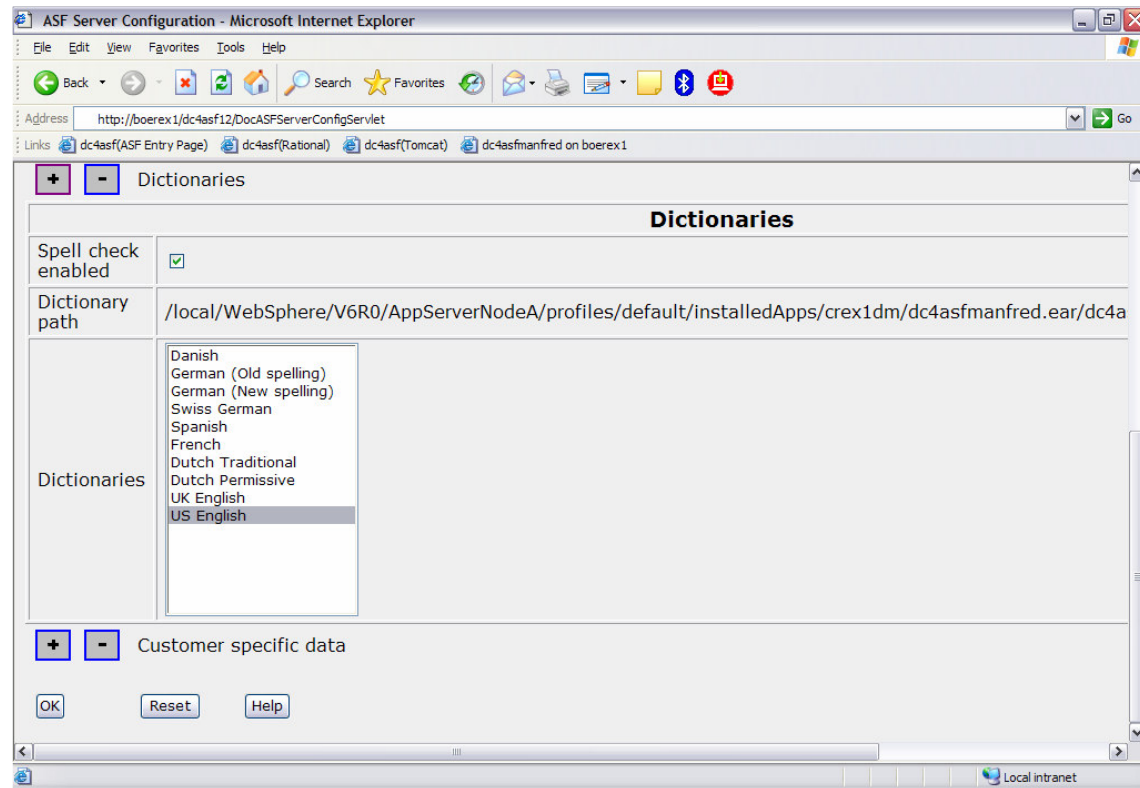 ASF Server Configuration - Microsoft Internet Explorer
File Edit View Favorites Tools Help
Back Search Favorites
Address http://boerex1/dc4asf12/DocASFServerConfigServlet Go
Links dc4asf(ASF Entry Page) dc4asf(Rational) dc4asf(Tomcat) dc4asfmanfred on boerex1
+ - Dictionaries
Dictionaries
Spell check
enabled
Dictionary
path
/local/WebSphere/V6R0/AppServerNodeA/profiles/default/installedApps/crex1dm/dc4asfmanfred.ear/dc4a
Dictionaries
Danish
German (Old spelling)
German (New spelling)
Swiss German
Spanish
French
Dutch Traditional
Dutch Permissive
UK English
US English
+ - Customer specific data
OK Reset Help
Local intranet